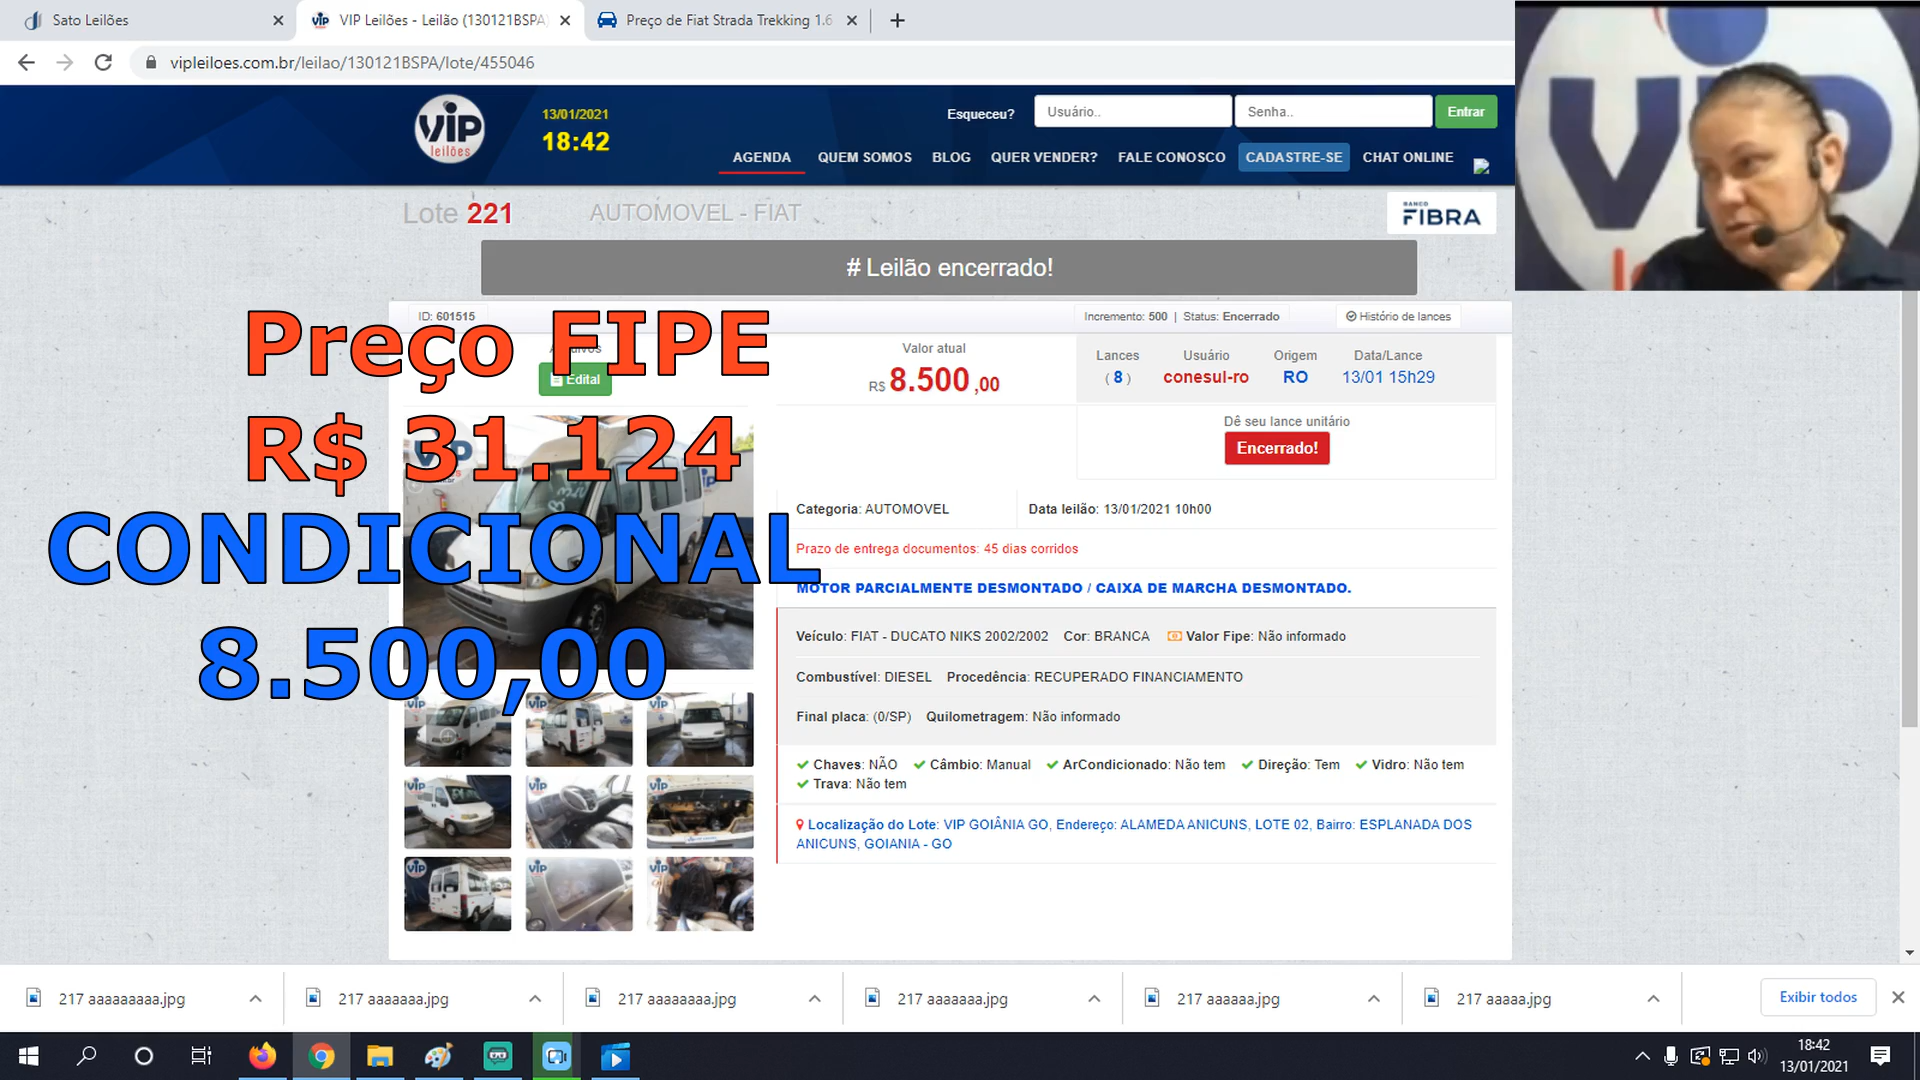 Sato Leilões
VIP Leilões - Leilão (130121BSPA)
Preço de Fiat Strada Trekking 1.6
vipleiloes.com.br/leilao/130121BSPA/lote/455046
VIP
leilões
13/01/2021
18:42
Esqueceu?
Usuário..
Senha..
Entrar
AGENDA
QUEM SOMOS
BLOG
QUER VENDER?
FALE CONOSCO
CADASTRE-SE
CHAT ONLINE
Lote 221
AUTOMOVEL - FIAT
BANCO
FIBRA
# Leilão encerrado!
ID: 601515
Incremento: 500 | Status: Encerrado
Histório de lances
Preço FIPE
R$ 31.124
CONDICIONAL
8.500,00
Edital
Valor atual
R$ 8.500 ,00
Lances
Usuário
Origem
Data/Lance
( 8 )
conesul-ro
RO
13/01 15h29
Dê seu lance unitário
Encerrado!
Categoria: AUTOMOVEL
Data leilão: 13/01/2021 10h00
Prazo de entrega documentos: 45 dias corridos
MOTOR PARCIALMENTE DESMONTADO / CAIXA DE MARCHA DESMONTADO.
Veículo: FIAT - DUCATO NIKS 2002/2002 Cor: BRANCA Valor Fipe: Não informado
Combustível: DIESEL Procedência: RECUPERADO FINANCIAMENTO
Final placa: (0/SP) Quilometragem: Não informado
Chaves: NÃO Câmbio: Manual ArCondicionado: Não tem Direção: Tem Vidro: Não tem
Trava: Não tem
Localização do Lote: VIP GOIÂNIA GO, Endereço: ALAMEDA ANICUNS, LOTE 02, Bairro: ESPLANADA DOS
ANICUNS, GOIANIA - GO
217 aaaaaaaaa.jpg
217 aaaaaaa.jpg
217 aaaaaaaa.jpg
217 aaaaaaa.jpg
217 aaaaaa.jpg
217 aaaaa.jpg
Exibir todos
18:42
13/01/2021